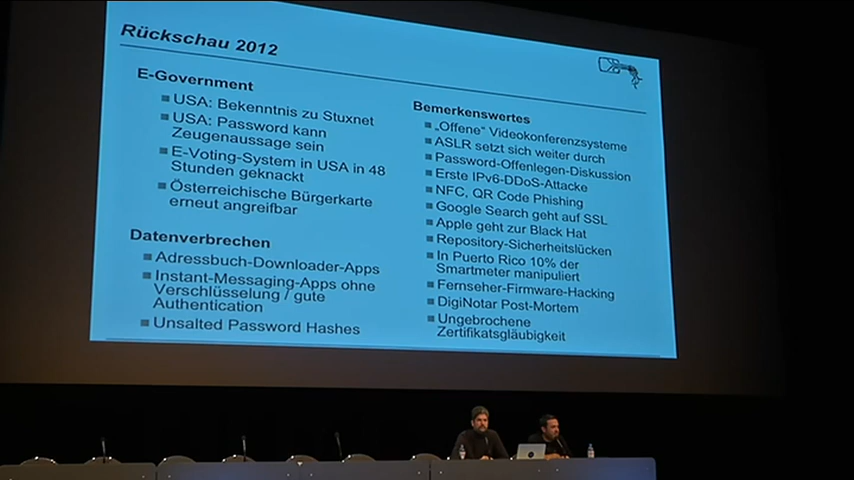 Rückschau 2012
E-Government
USA: Bekenntnis zu Stuxnet
USA: Password kann
Zeugenaussage sein
E-Voting-System in USA in 48
Stunden geknackt
Österreichische Bürgerkarte
erneut angreifbar
Datenverbrechen
Adressbuch-Downloader-Apps
Instant-Messaging-Apps ohne
Verschlüsselung / gute
Authentication
Unsalted Password Hashes
Bemerkenswertes
„Offene“ Videokonferenzsysteme
ASLR setzt sich weiter durch
Password-Offenlegen-Diskussion
Erste IPv6-DDoS-Attacke
NFC, QR Code Phishing
Google Search geht auf SSL
Apple geht zur Black Hat
Repository-Sicherheitslücken
In Puerto Rico 10% der
Smartmeter manipuliert
Fernseher-Firmware-Hacking
DigiNotar Post-Mortem
Ungebrochene
Zertifikatsgläubigkeit